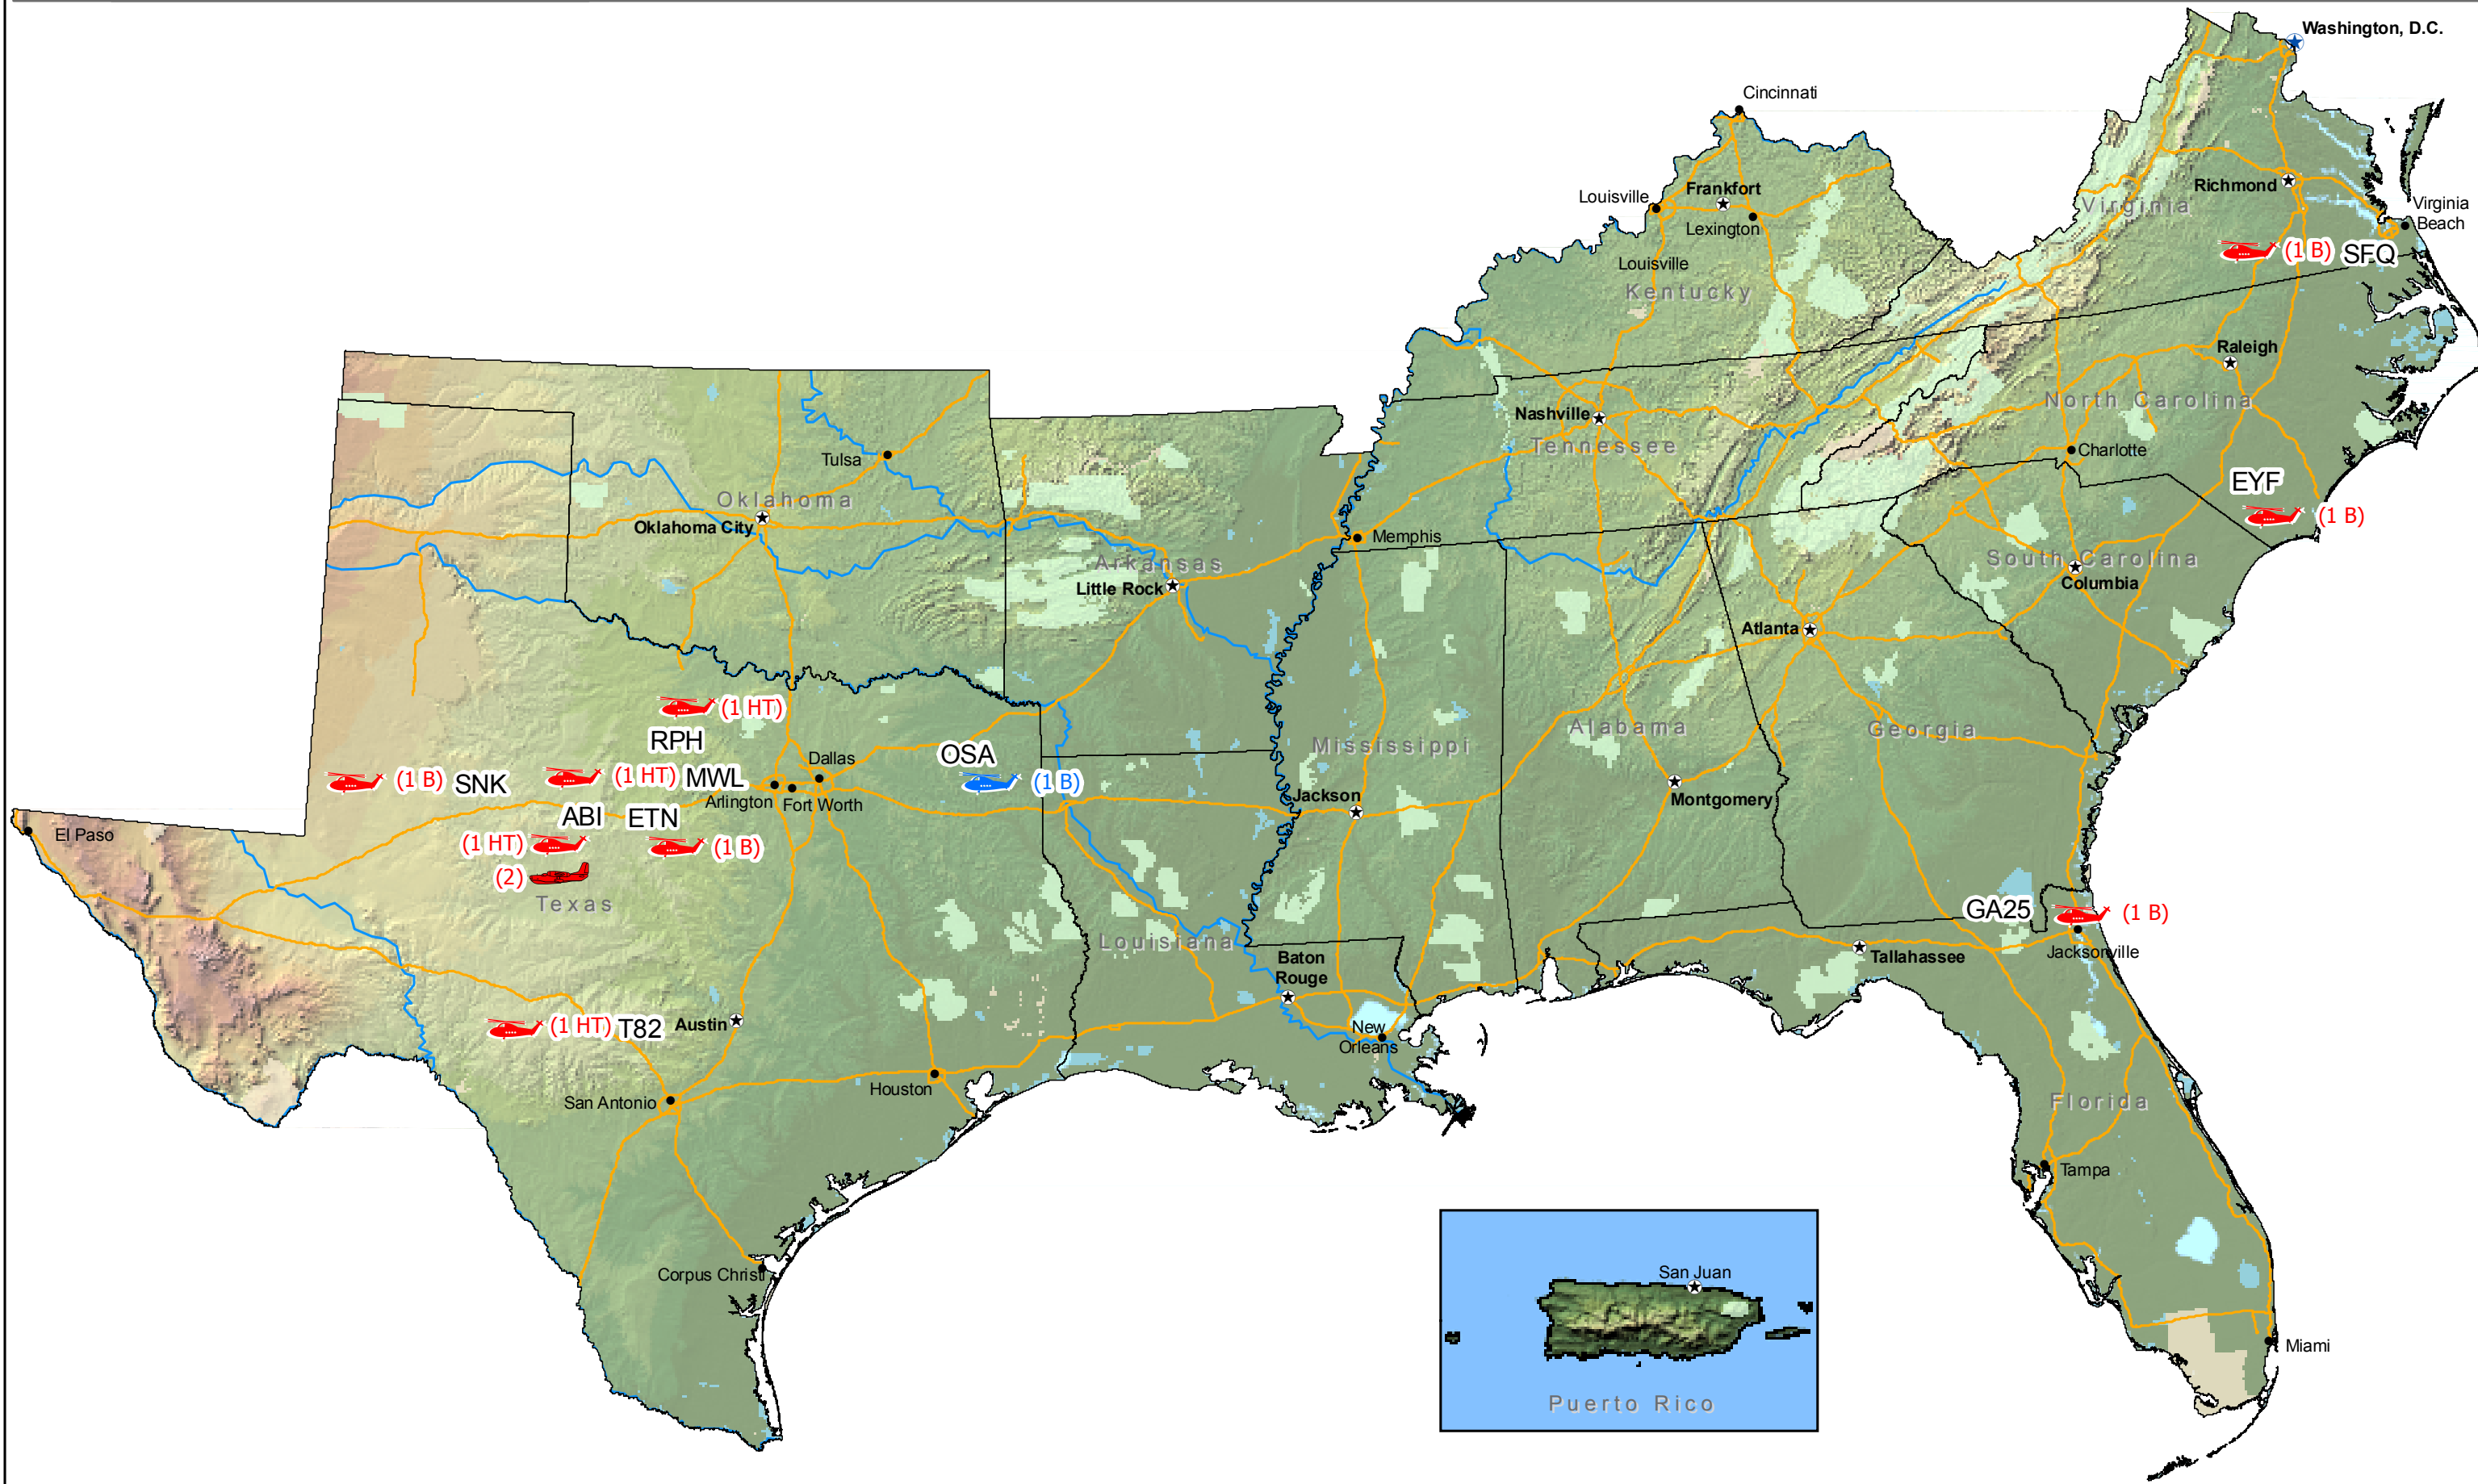 Washington, D.C.
Cincinnati
Louisville
Frankfort
Lexington
Louisville
Kentucky
Richmond
Virginia
Virginia
Beach
(1 B) SFQ
Raleigh
North Carolina
Charlotte
EYF
(1 B)
Nashville
Tennessee
Memphis
South Carolina
Columbia
Tulsa
Oklahoma
Oklahoma City
Arkansas
Little Rock
Atlanta
Alabama
Georgia
Mississippi
Montgomery
Jackson
(1 HT)
RPH
Dallas
OSA
(1 B)
(1 B) SNK
(1 HT) MWL
Arlington
Fort Worth
ABI
ETN
El Paso
(1 HT)
(1 B)
(2)
Texas
Louisiana
Baton
Rouge
GA25
(1 B)
Jacksonville
Tallahassee
(1 HT) T82
Austin
New
Orleans
Houston
San Antonio
Florida
Tampa
Corpus Christi
San Juan
Puerto Rico
Miami